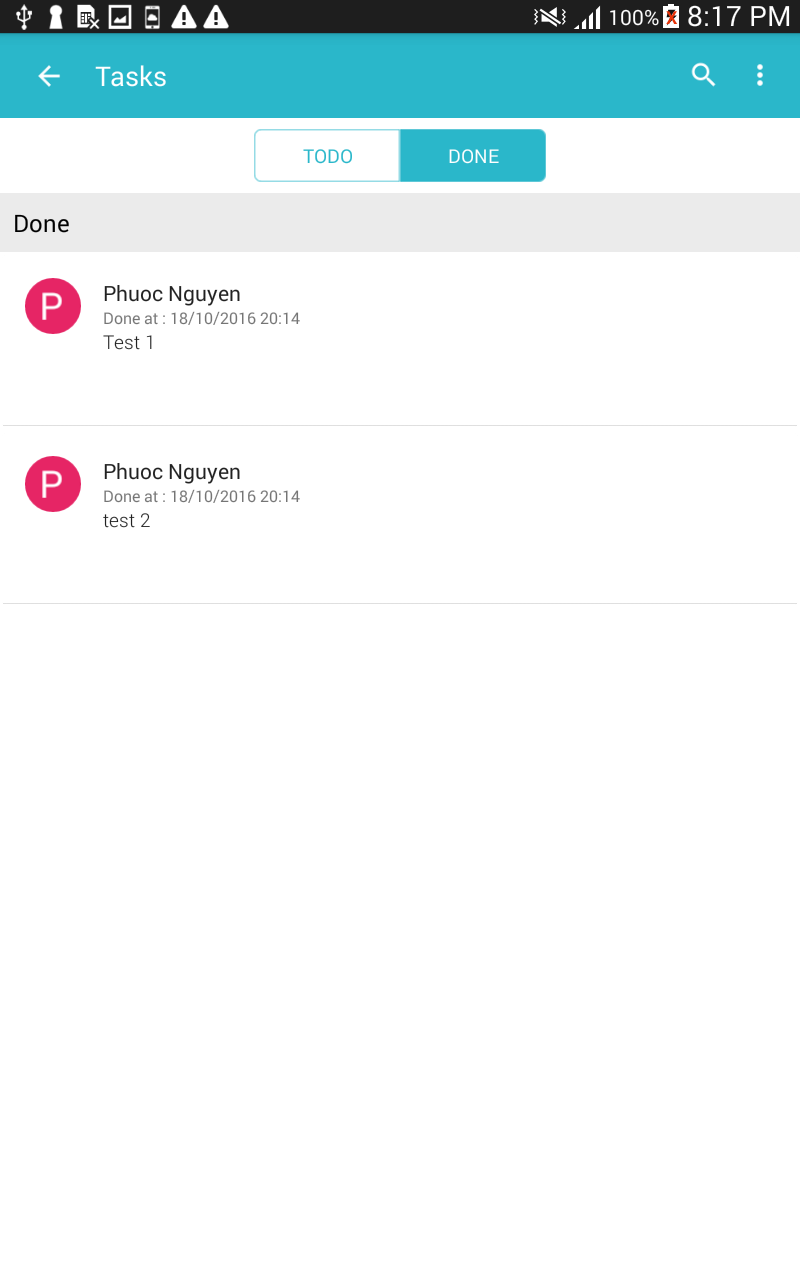 100% 8:17 PM
Tasks
TODO DONE
Done
P
Phuoc Nguyen
Done at : 18/10/2016 20:14
Test 1
P
Phuoc Nguyen
Done at : 18/10/2016 20:14
test 2